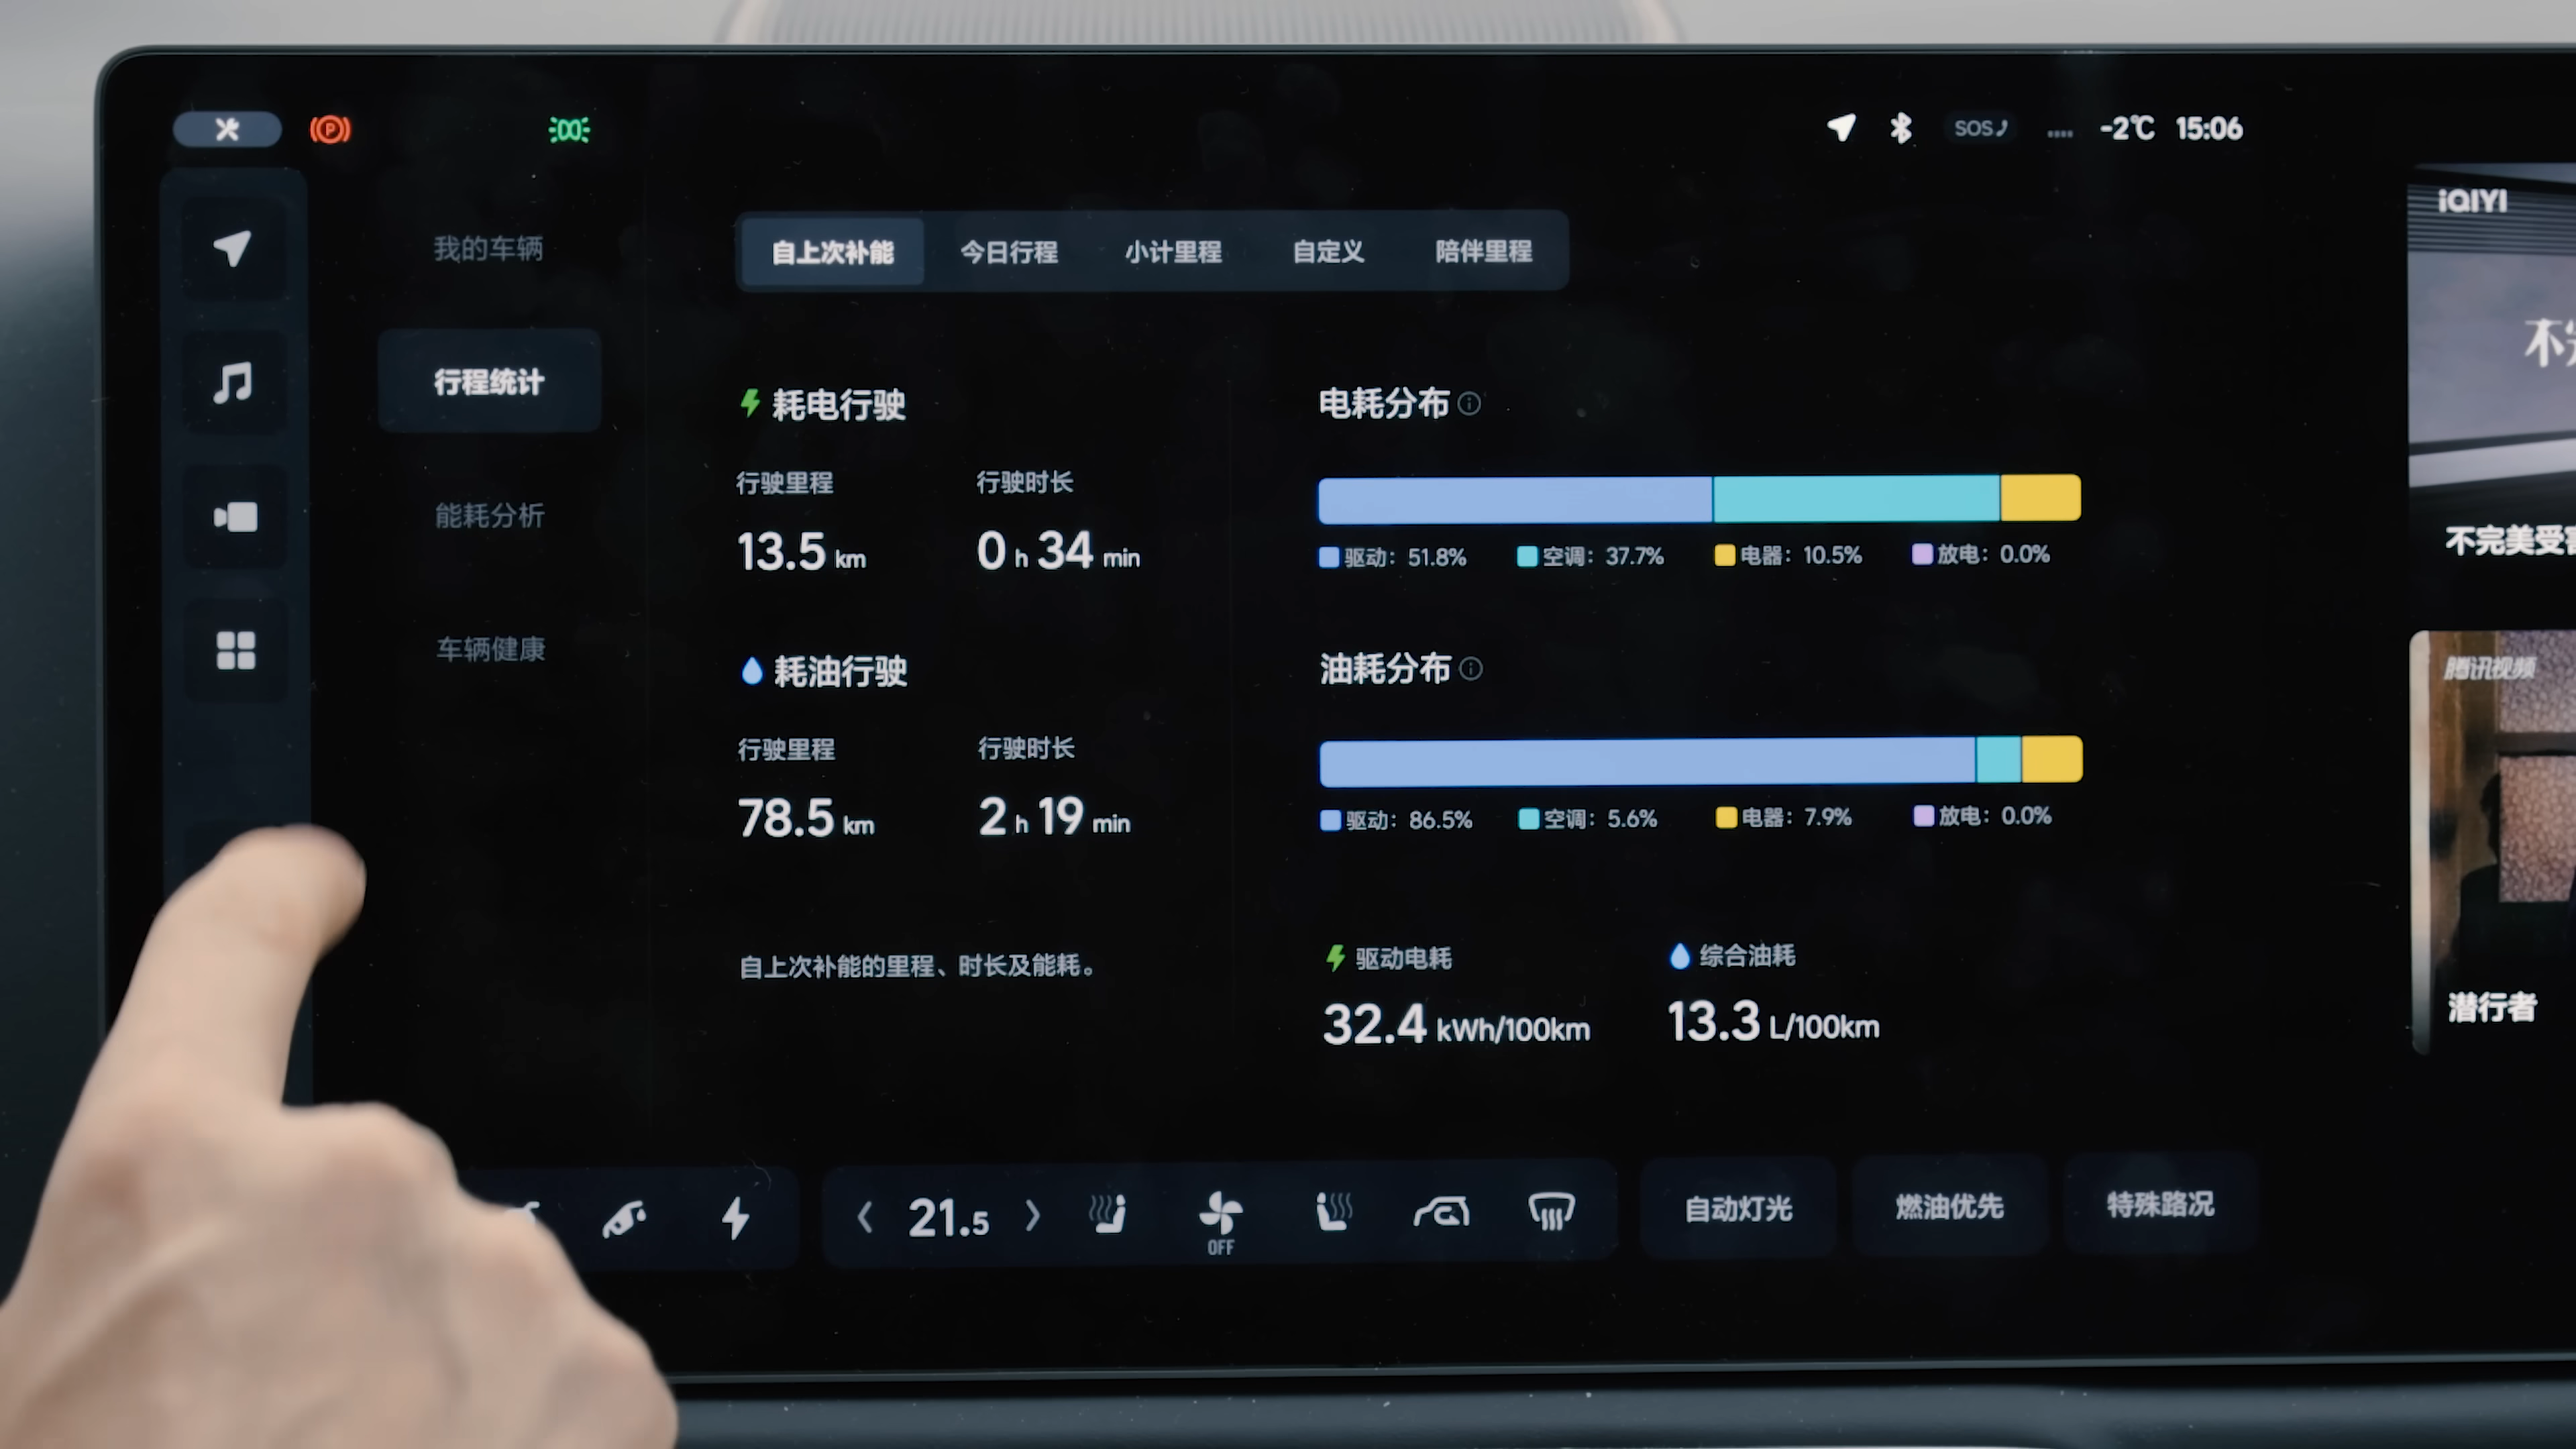 SOS
-2℃ 15:06
iQIYI
我的车辆
自上次补能 今日行程 小计里程 自定义 陪伴里程
行程统计
耗电行驶
电耗分布
行驶里程 行驶时长
13.5 km 0 h 34 min
驱动：51.8% 空调：37.7% 电器：10.5% 放电：0.0%
不完美受
能耗分析
车辆健康
耗油行驶
油耗分布
腾讯视频
行驶里程 行驶时长
78.5 km 2 h 19 min
驱动：86.5% 空调：5.6% 电器：7.9% 放电：0.0%
自上次补能的里程、时长及能耗。
驱动电耗 综合油耗
32.4 kWh/100km 13.3 L/100km
潜行者
21.5
OFF
自动灯光 燃油优先 特殊路况